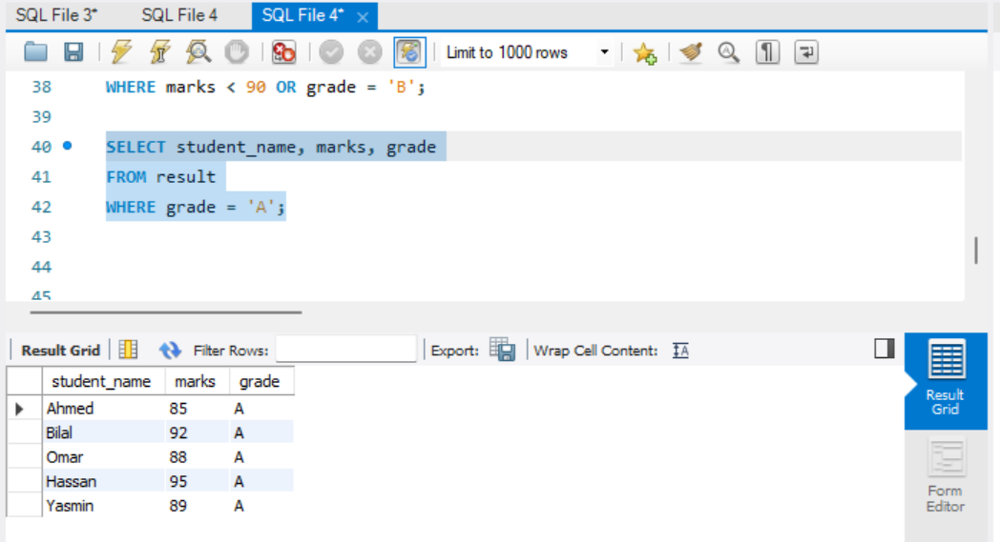 SQL File 3* SQL File 4 SQL File 4*
Limit to 1000 rows
38 WHERE marks < 90 OR grade = 'B';
39
40 SELECT student_name, marks, grade
41 FROM result
42 WHERE grade = 'A';
43
44
45
Result Grid Filter Rows: Export: Wrap Cell Content:
student_name marks grade
Ahmed 85 A
Bilal 92 A
Omar 88 A
Hassan 95 A
Yasmin 89 A
Result
Grid
Form
Editor